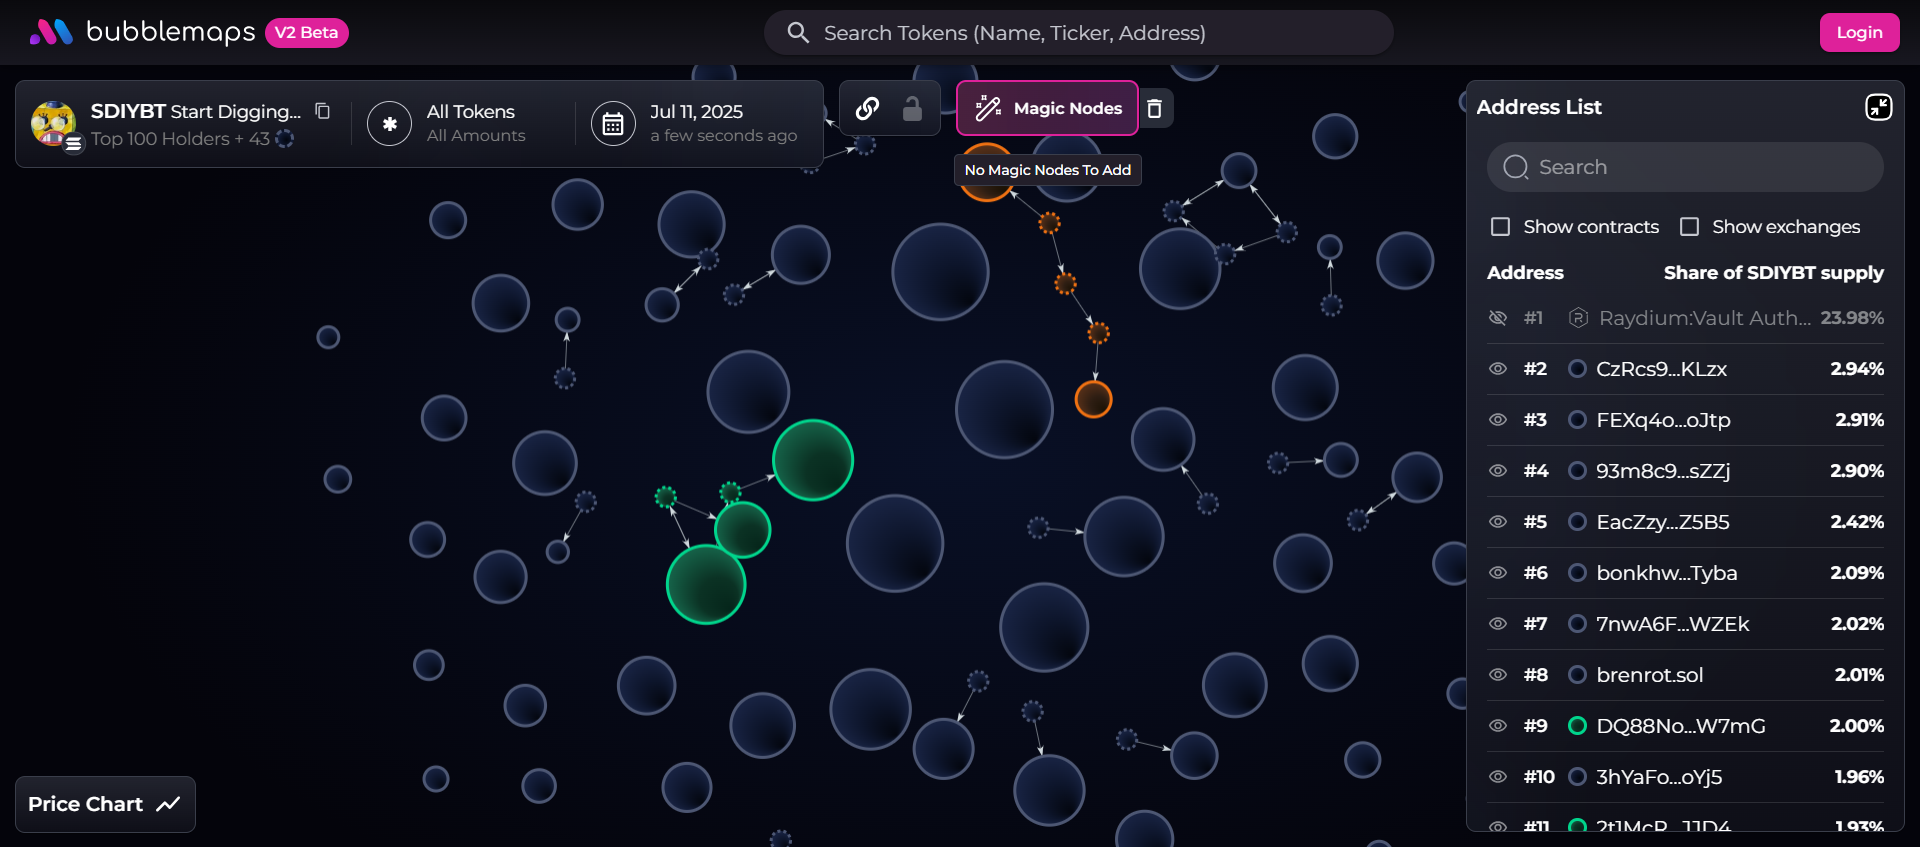 bubblemaps V2 Beta
Search Tokens (Name, Ticker, Address)
Login
SDIYBT Start Digging...
Top 100 Holders + 43
All Tokens
All Amounts
Jul 11, 2025
a few seconds ago
Magic Nodes
No Magic Nodes To Add
Address List
Search
Show contracts Show exchanges
Address Share of SDIYBT supply
#1 Raydium:Vault Auth... 23.98%
#2 CzRcs9...KLzx 2.94%
#3 FEXq4o...oJtp 2.91%
#4 93m8c9...sZZj 2.90%
#5 EacZzy...Z5B5 2.42%
#6 bonkhw...Tyba 2.09%
#7 7nwA6F...WZEk 2.02%
#8 brenrot.sol 2.01%
#9 DQ88No...W7mG 2.00%
#10 3hYaFo...oYj5 1.96%
#11 2t1McR...JJD4 1.93%
Price Chart